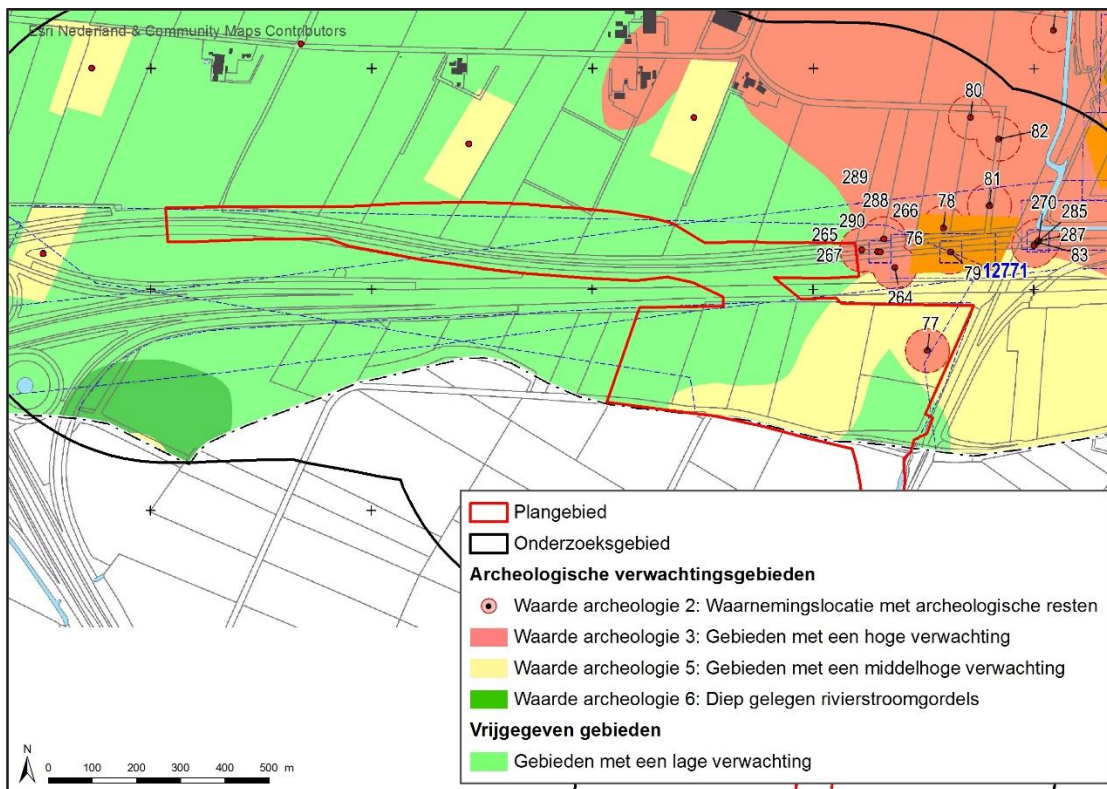 Esri Nederland & Community Maps Contributors
80
82
289
81
288
78
270
266
285
290
265
76
287
267
83
79
12771
264
77
Plangebied
Onderzoeksgebied
Archeologische verwachtingsgebieden
Waarde archeologie 2: Waarnemingslocatie met archeologische resten
Waarde archeologie 3: Gebieden met een hoge verwachting
Waarde archeologie 5: Gebieden met een middelhoge verwachting
Waarde archeologie 6: Diep gelegen rivierstroomgordels
Vrijgegeven gebieden
Gebieden met een lage verwachting
N
0 100 200 300 400 500 m